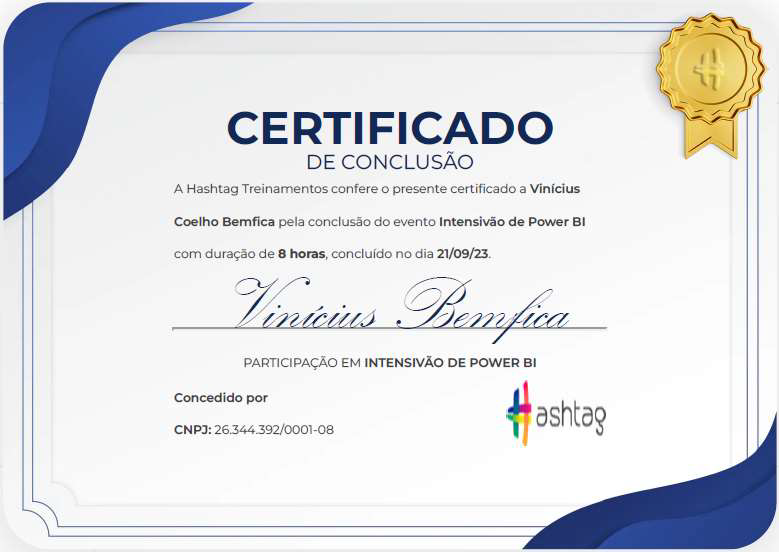 CERTIFICADO
DE CONCLUSÃO
A Hashtag Treinamentos confere o presente certificado a Vinícius
Coelho Bemfica pela conclusão do evento Intensivão de Power BI
com duração de 8 horas, concluído no dia 21/09/23.
Vinícius Bemfica
PARTICIPAÇÃO EM INTENSIVÃO DE POWER BI
Concedido por
CNPJ: 26.344.392/0001-08
Hashtag